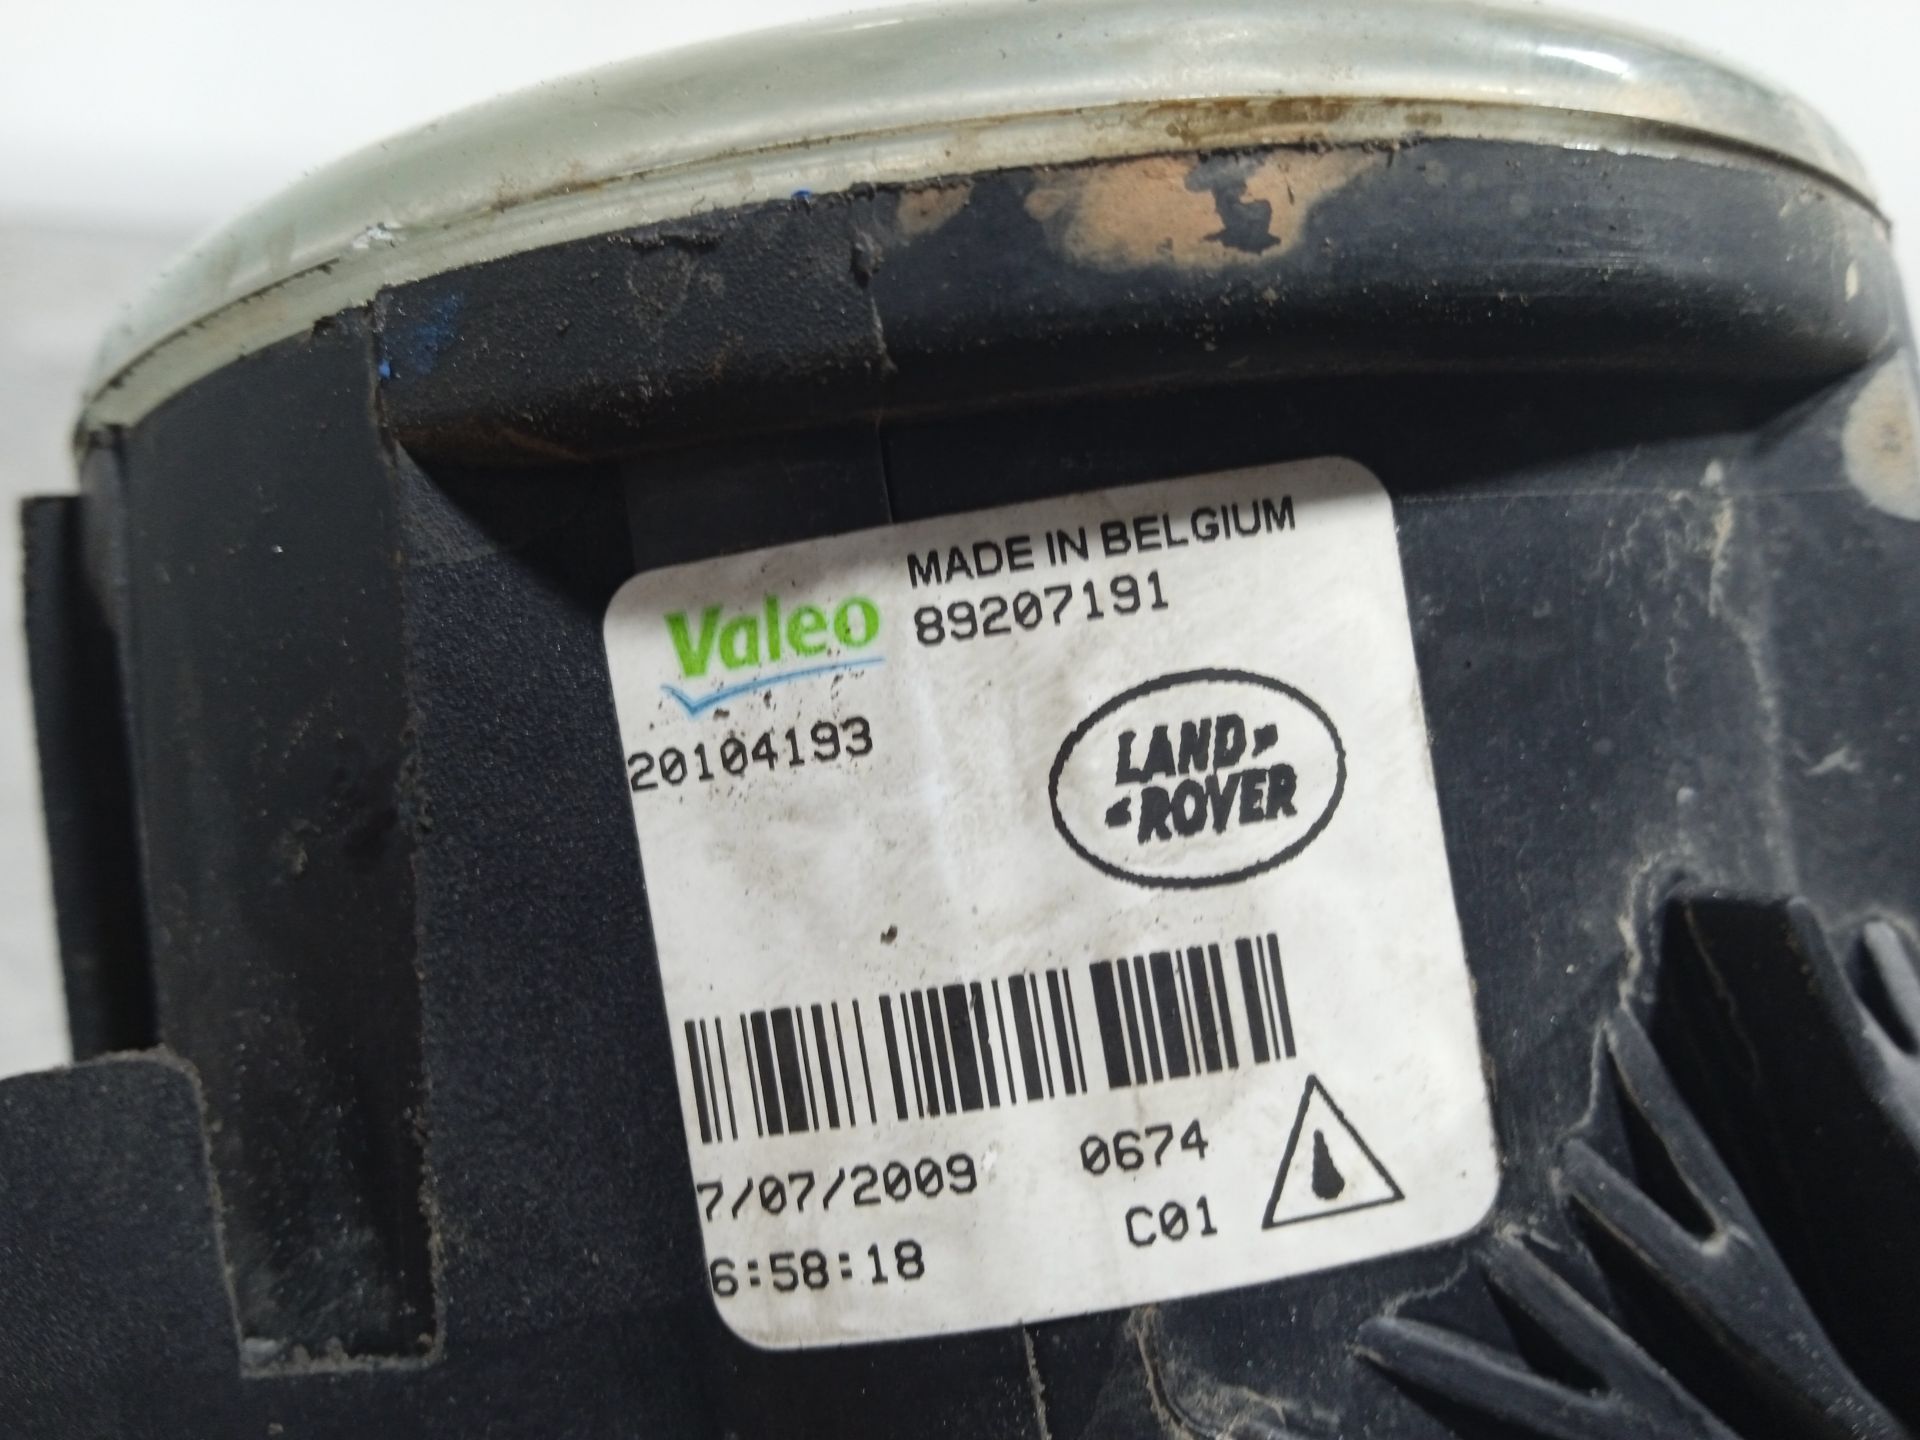 MADE IN BELGIUM
Valeo 89207191
20104193
LAND
ROVER
7/07/2009 0674
6:58:18 C01